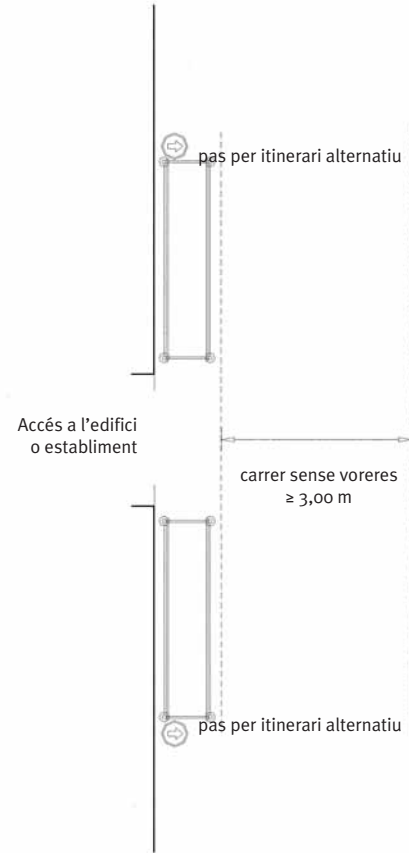 pas per itinerari alternatiu
Accés a l’edifici
o establiment
carrer sense voreres
≥ 3,00 m
pas per itinerari alternatiu